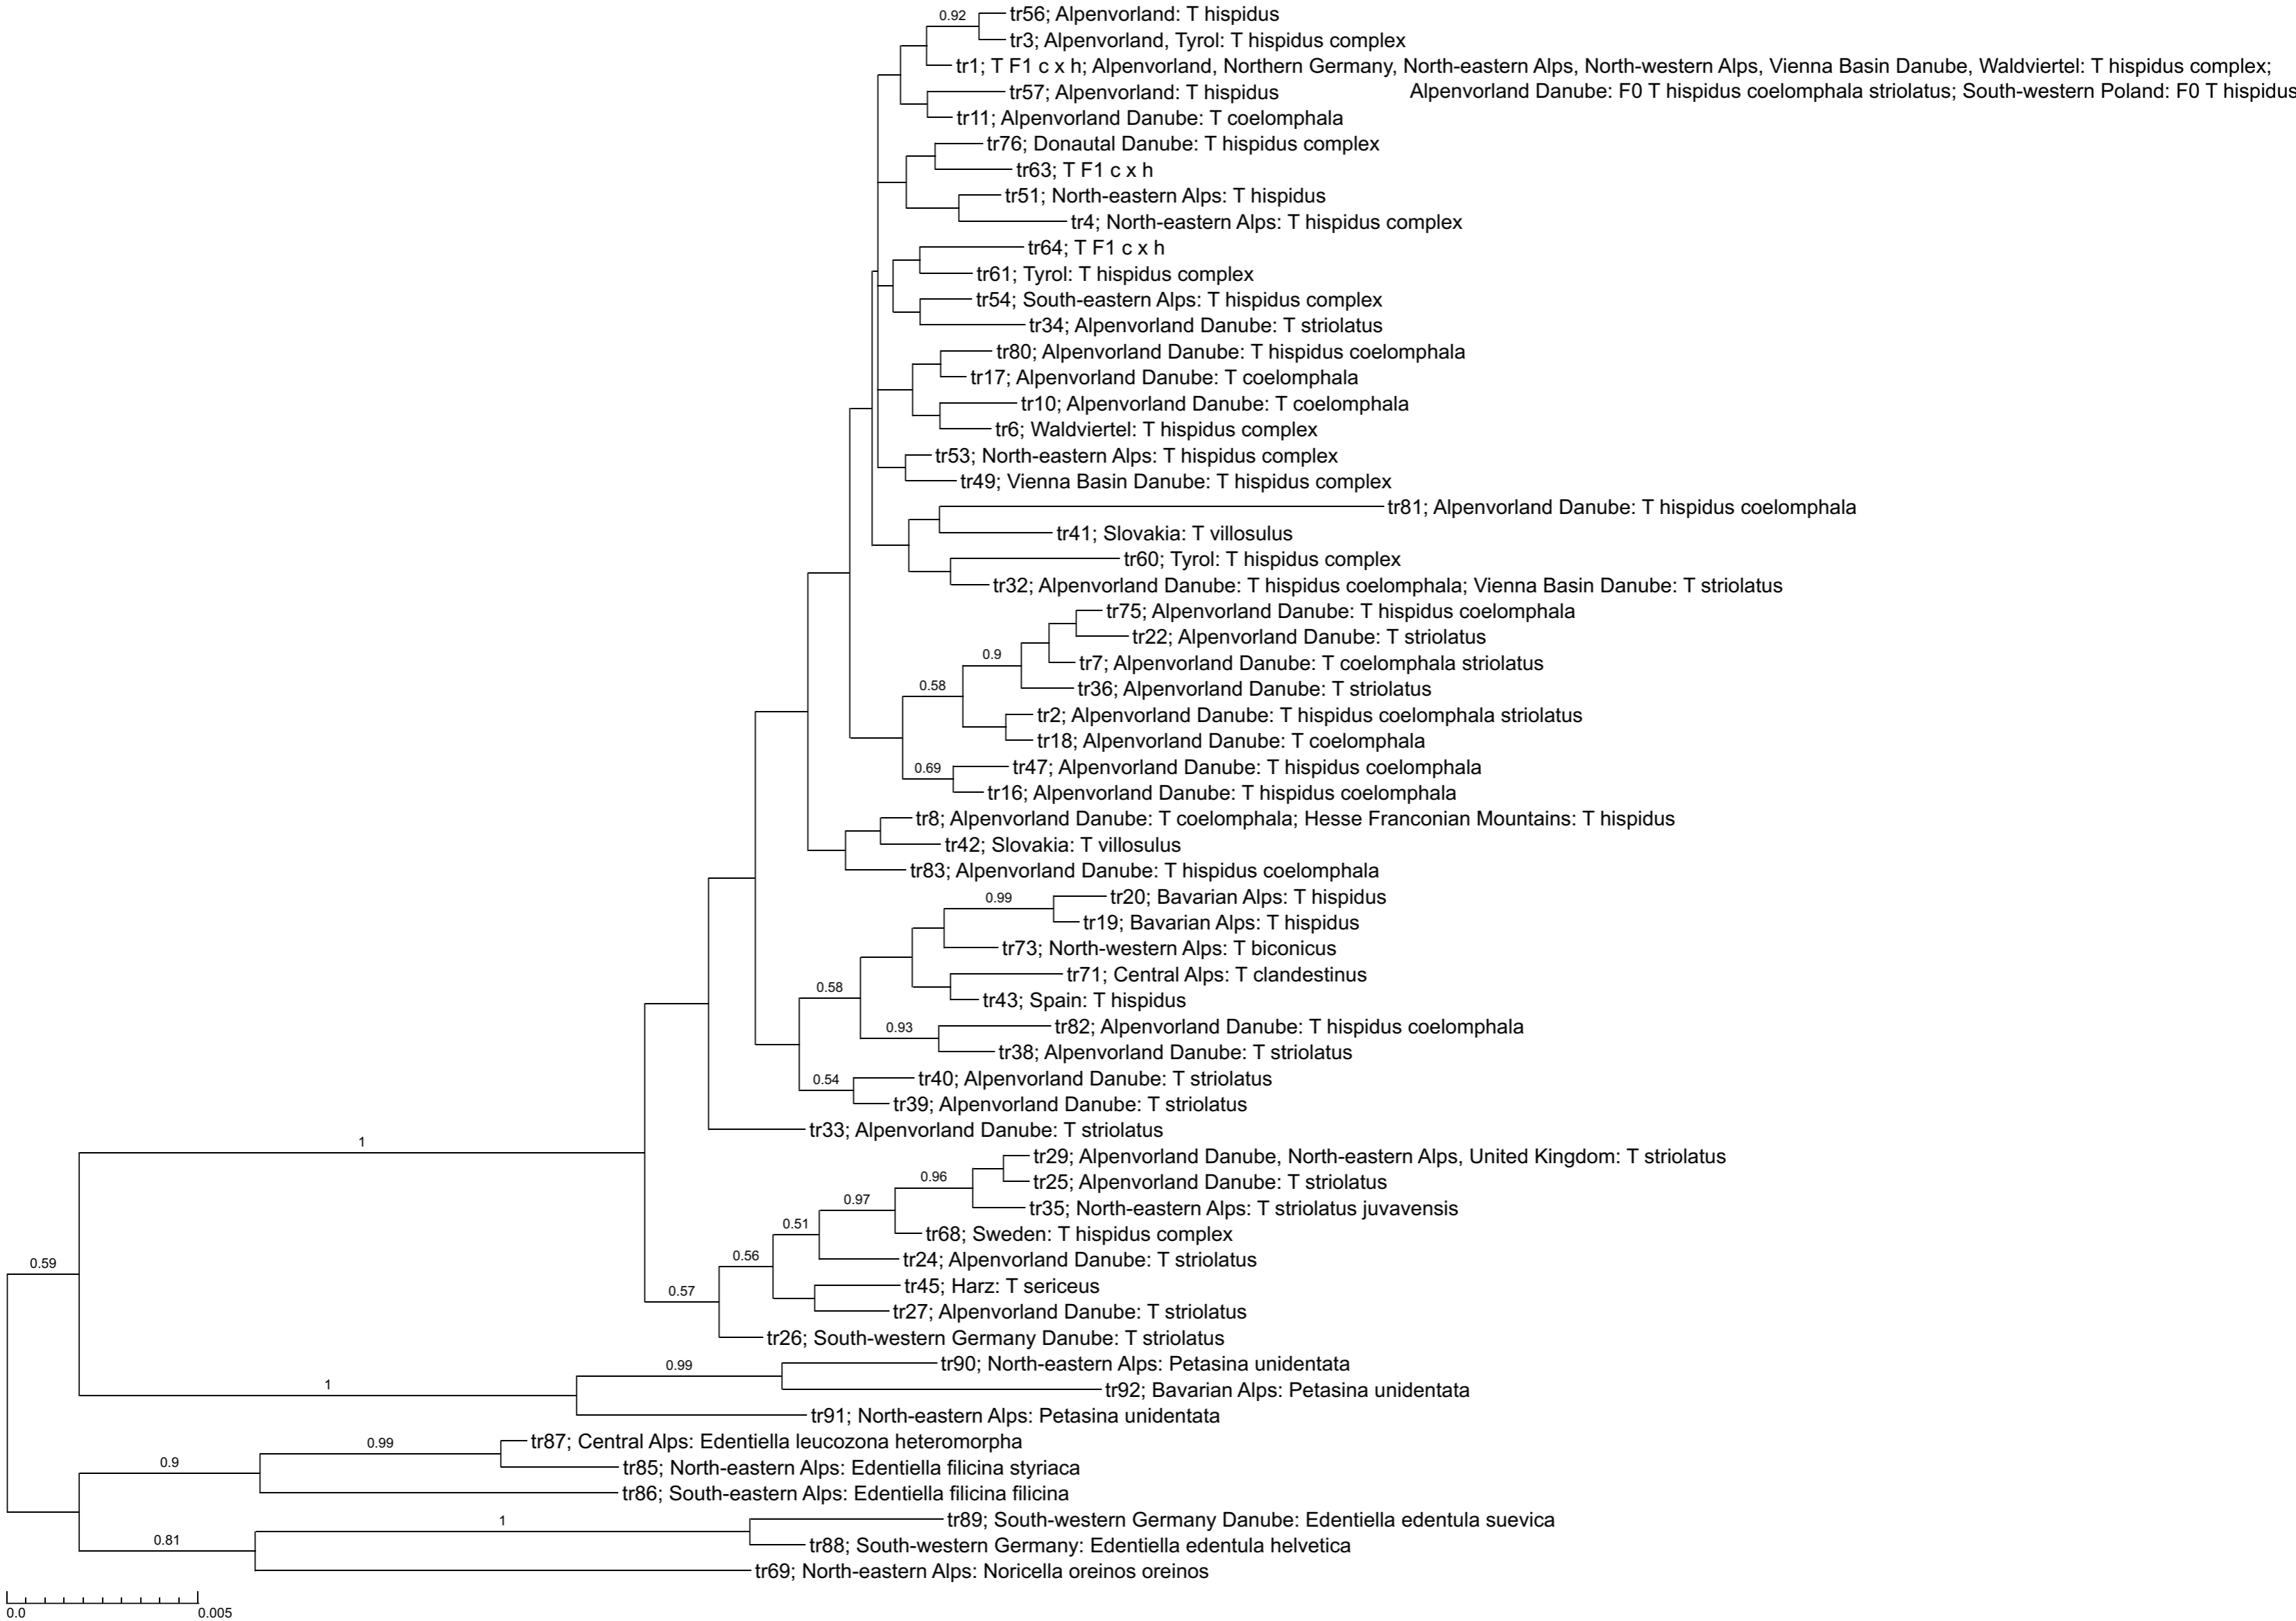 0.92
tr56; Alpenvorland: T hispidus
tr3; Alpenvorland, Tyrol: T hispidus complex
tr1; T F1 c x h; Alpenvorland, Northern Germany, North-eastern Alps, North-western Alps, Vienna Basin Danube, Waldviertel: T hispidus complex;
tr57; Alpenvorland: T hispidus
Alpenvorland Danube: F0 T hispidus coelomphala striolatus; South-western Poland: F0 T hispidus
tr11; Alpenvorland Danube: T coelomphala
tr76; Donautal Danube: T hispidus complex
tr63; T F1 c x h
tr51; North-eastern Alps: T hispidus
tr4; North-eastern Alps: T hispidus complex
tr64; T F1 c x h
tr61; Tyrol: T hispidus complex
tr54; South-eastern Alps: T hispidus complex
tr34; Alpenvorland Danube: T striolatus
tr80; Alpenvorland Danube: T hispidus coelomphala
tr17; Alpenvorland Danube: T coelomphala
tr10; Alpenvorland Danube: T coelomphala
tr6; Waldviertel: T hispidus complex
tr53; North-eastern Alps: T hispidus complex
tr49; Vienna Basin Danube: T hispidus complex
tr81; Alpenvorland Danube: T hispidus coelomphala
tr41; Slovakia: T villosulus
tr60; Tyrol: T hispidus complex
tr32; Alpenvorland Danube: T hispidus coelomphala; Vienna Basin Danube: T striolatus
tr75; Alpenvorland Danube: T hispidus coelomphala
tr22; Alpenvorland Danube: T striolatus
0.9
tr7; Alpenvorland Danube: T coelomphala striolatus
0.58
tr36; Alpenvorland Danube: T striolatus
tr2; Alpenvorland Danube: T hispidus coelomphala striolatus
tr18; Alpenvorland Danube: T coelomphala
0.69
tr47; Alpenvorland Danube: T hispidus coelomphala
tr16; Alpenvorland Danube: T hispidus coelomphala
tr8; Alpenvorland Danube: T coelomphala; Hesse Franconian Mountains: T hispidus
tr42; Slovakia: T villosulus
tr83; Alpenvorland Danube: T hispidus coelomphala
0.99
tr20; Bavarian Alps: T hispidus
tr19; Bavarian Alps: T hispidus
tr73; North-western Alps: T biconicus
tr71; Central Alps: T clandestinus
0.58
tr43; Spain: T hispidus
0.93
tr82; Alpenvorland Danube: T hispidus coelomphala
tr38; Alpenvorland Danube: T striolatus
0.54
tr40; Alpenvorland Danube: T striolatus
tr39; Alpenvorland Danube: T striolatus
tr33; Alpenvorland Danube: T striolatus
1
tr29; Alpenvorland Danube, North-eastern Alps, United Kingdom: T striolatus
0.96
tr25; Alpenvorland Danube: T striolatus
0.97
tr35; North-eastern Alps: T striolatus juvavensis
0.51
tr68; Sweden: T hispidus complex
0.56
tr24; Alpenvorland Danube: T striolatus
0.59
0.57
tr45; Harz: T sericeus
tr27; Alpenvorland Danube: T striolatus
tr26; South-western Germany Danube: T striolatus
0.99
tr90; North-eastern Alps: Petasina unidentata
1
tr92; Bavarian Alps: Petasina unidentata
tr91; North-eastern Alps: Petasina unidentata
0.99
tr87; Central Alps: Edentiella leucozona heteromorpha
0.9
tr85; North-eastern Alps: Edentiella filicina styriaca
tr86; South-eastern Alps: Edentiella filicina filicina
1
tr89; South-western Germany Danube: Edentiella edentula suevica
0.81
tr88; South-western Germany: Edentiella edentula helvetica
tr69; North-eastern Alps: Noricella oreinos oreinos
0.0
0.005